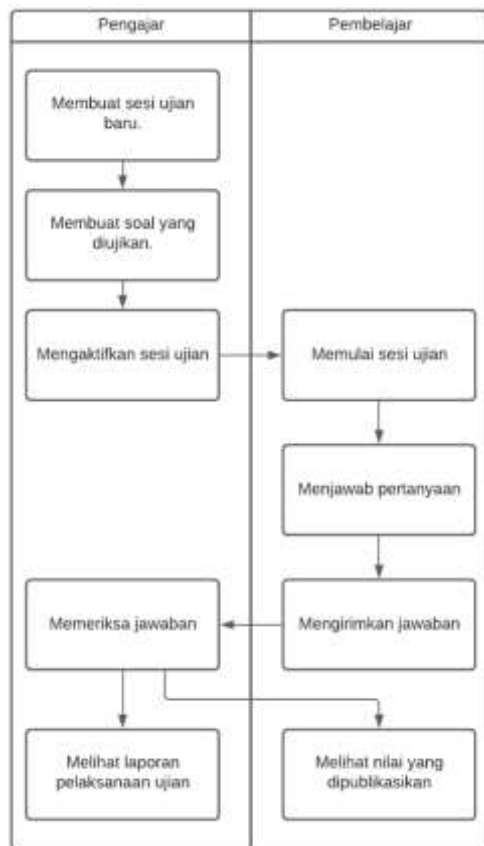 Pengajar
Pembelajar
Membuat sesi ujian
baru.
Membuat soal yang
diujikan.
Mengaktifkan sesi ujian
Memulai sesi ujian
Menjawab pertanyaan
Mengirimkan jawaban
Memeriksa jawaban
Melihat laporan
pelaksanaan ujian
Melihat nilai yang
dipublikasikan